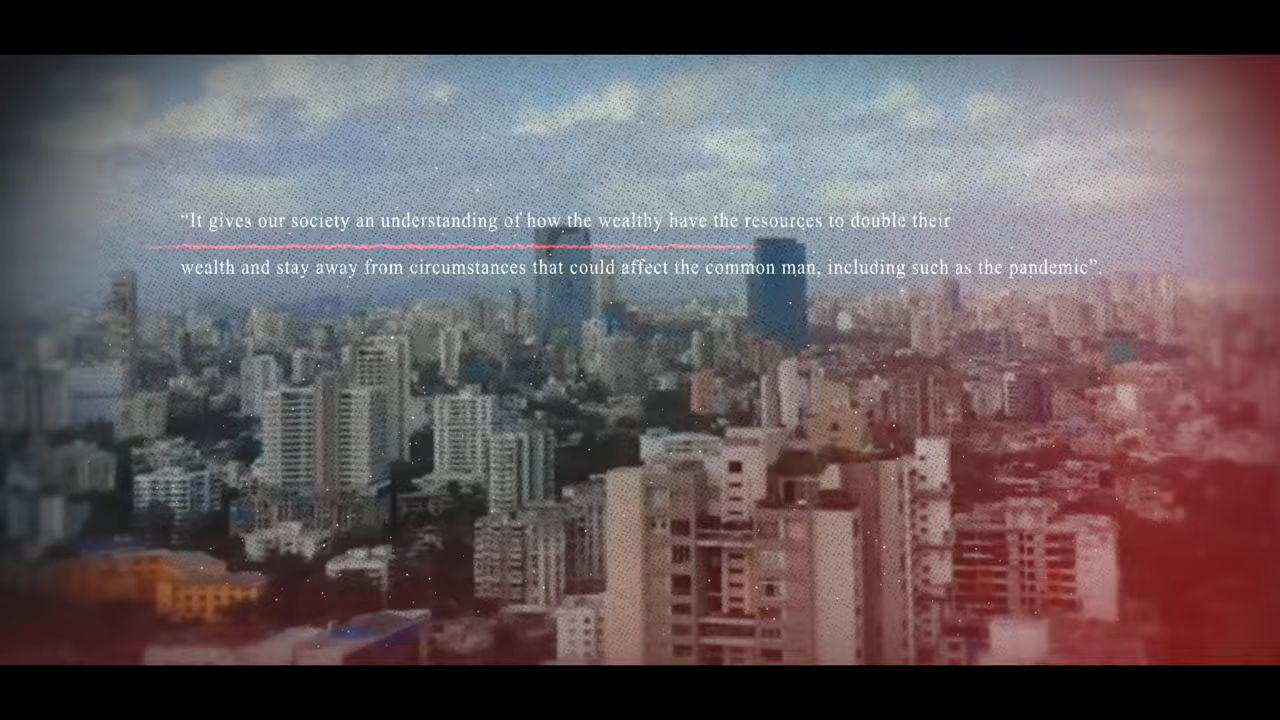 “It gives our society an understanding of how the wealthy have the resources to double their
wealth and stay away from circumstances that could affect the common man, including such as the pandemic”.